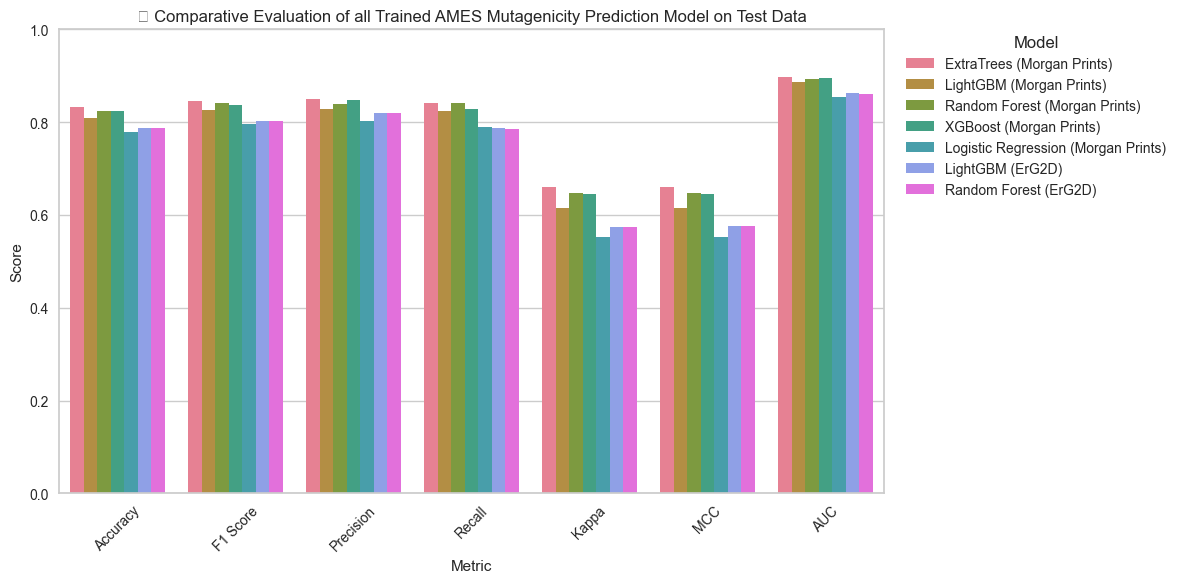 Comparative Evaluation of all Trained AMES Mutagenicity Prediction Model on Test Data
1.0
0.8
0.6
0.4
0.2
0.0
Score
Accuracy
F1 Score
Precision
Recall
Kappa
MCC
AUC
Metric
Model
ExtraTrees (Morgan Prints)
LightGBM (Morgan Prints)
Random Forest (Morgan Prints)
XGBoost (Morgan Prints)
Logistic Regression (Morgan Prints)
LightGBM (ErG2D)
Random Forest (ErG2D)